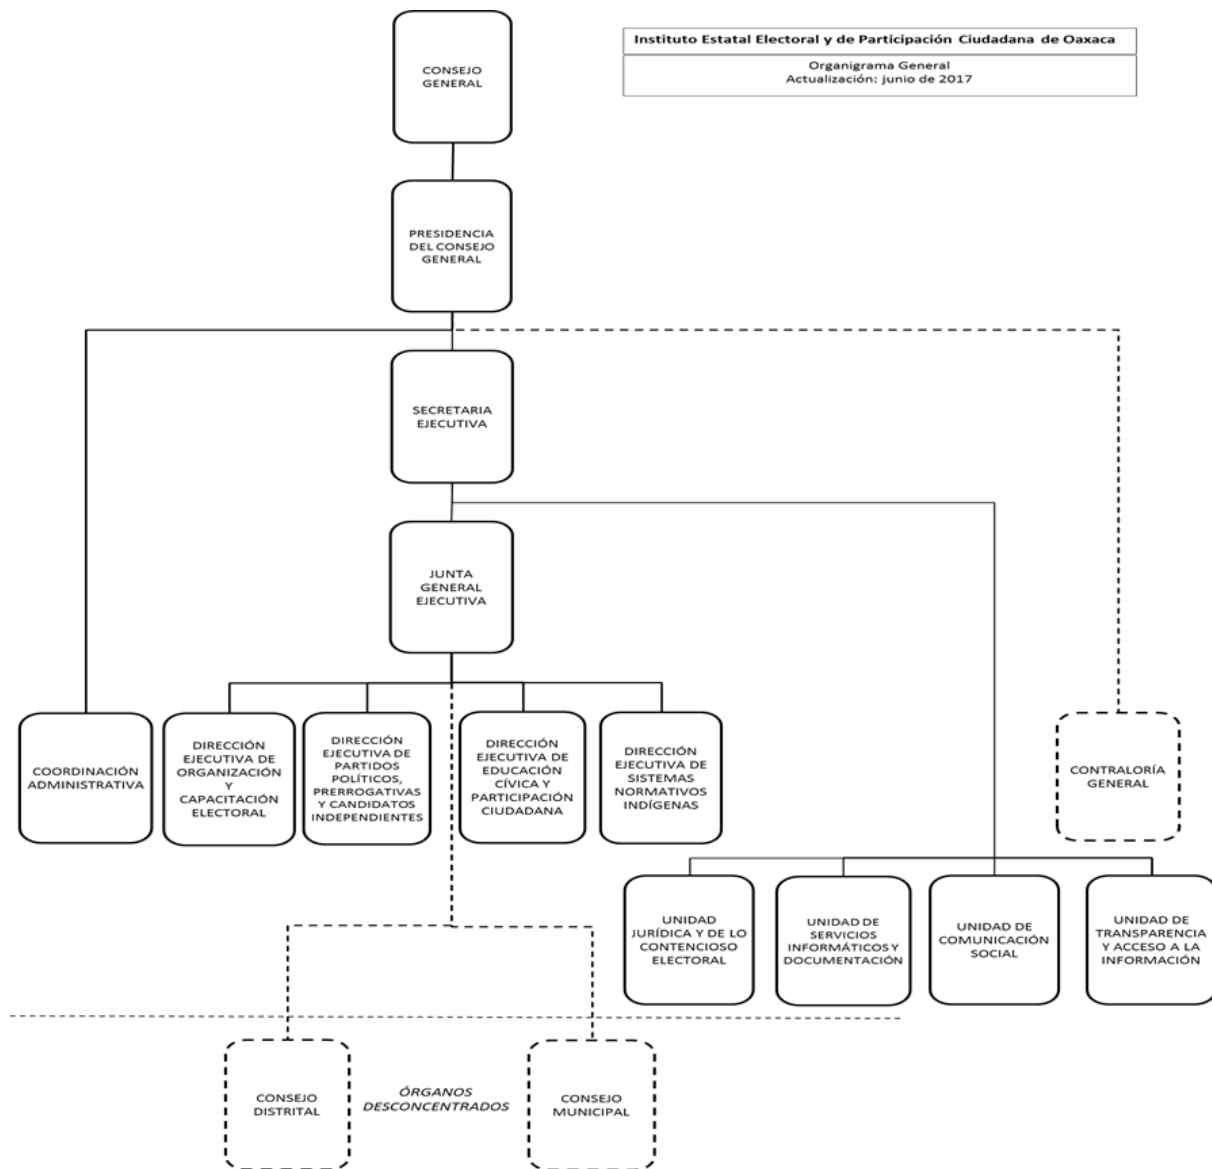 Instituto Estatal Electoral y de Participación Ciudadana de Oaxaca
Organigrama General
Actualización: junio de 2017
CONSEJO
GENERAL
PRESIDENCIA
DEL CONSEJO
GENERAL
SECRETARIA
EJECUTIVA
JUNTA
GENERAL
EJECUTIVA
COORDINACIÓN
ADMINISTRATIVA
DIRECCIÓN
EJECUTIVA DE
ORGANIZACIÓN
Y
CAPACITACIÓN
ELECTORAL
DIRECCIÓN
EJECUTIVA DE
PARTIDOS
POLÍTICOS,
PRERROGATIVAS
Y CANDIDATOS
INDEPENDIENTES
DIRECCIÓN
EJECUTIVA DE
EDUCACIÓN
CÍVICA Y
PARTICIPACIÓN
CIUDADANA
DIRECCIÓN
EJECUTIVA DE
SISTEMAS
NORMATIVOS
INDÍGENAS
CONTRALORÍA
GENERAL
UNIDAD
JURÍDICA Y DE LO
CONTENCIOSO
ELECTORAL
UNIDAD DE
SERVICIOS
INFORMÁTICOS Y
DOCUMENTACIÓN
UNIDAD DE
COMUNICACIÓN
SOCIAL
UNIDAD DE
TRANSPARENCIA
Y ACCESO A LA
INFORMACIÓN
CONSEJO
DISTRITAL
ÓRGANOS
DESCONCENTRADOS
CONSEJO
MUNICIPAL